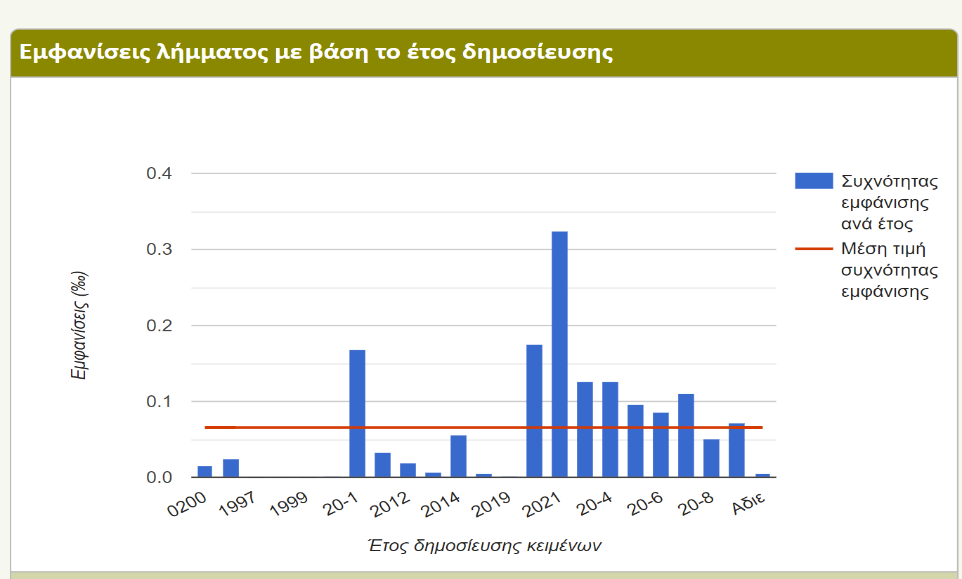 Εμφανίσεις λήμματος με βάση το έτος δημοσίευσης
0.4
0.3
0.2
0.1
0.0
Εμφανίσεις (‰)
0200
1997
1999
20-1
2012
2014
2019
2021
20-4
20-6
20-8
Αδιε
Έτος δημοσίευσης κειμένων
Συχνότητας
εμφάνισης
ανά έτος
Μέση τιμή
συχνότητας
εμφάνισης